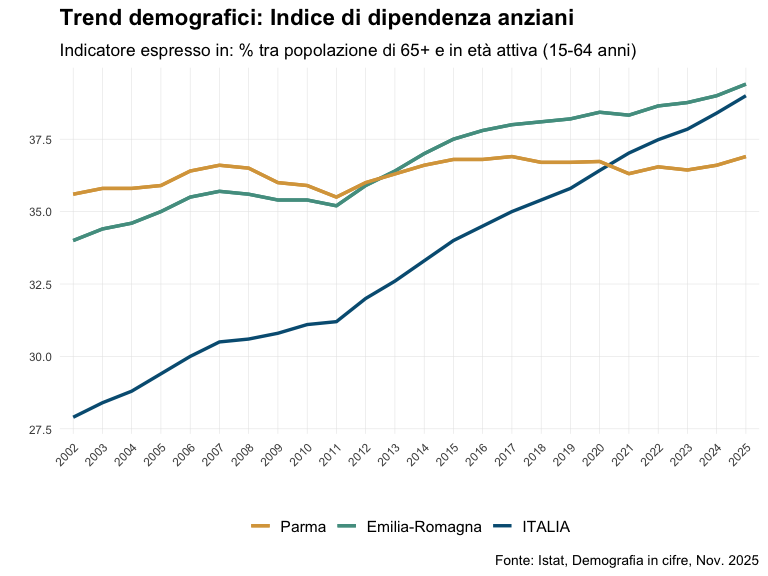 Trend demografici: Indice di dipendenza anziani
Indicatore espresso in: % tra popolazione di 65+ e in età attiva (15-64 anni)
37.5
35.0
32.5
30.0
27.5
2002 2003 2004 2005 2006 2007 2008 2009 2010 2011 2012 2013 2014 2015 2016 2017 2018 2019 2020 2021 2022 2023 2024 2025
Parma Emilia-Romagna ITALIA
Fonte: Istat, Demografia in cifre, Nov. 2025